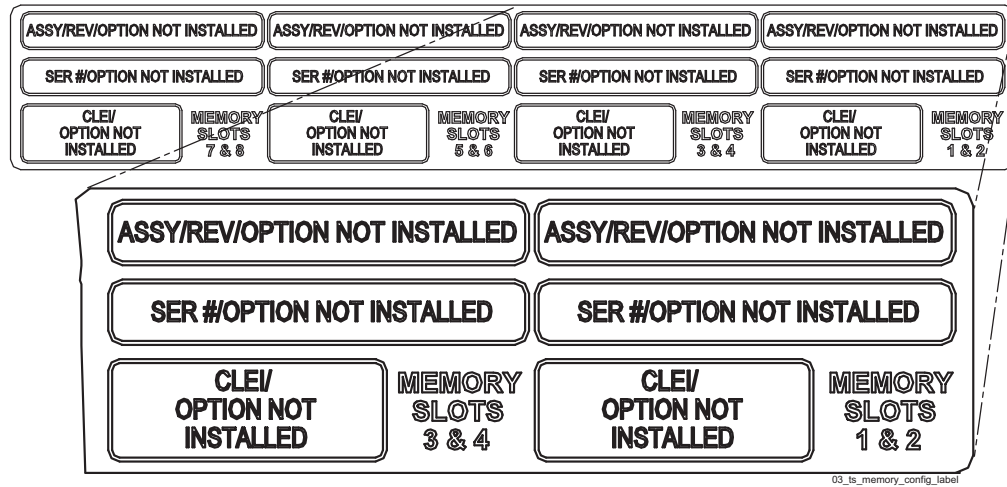 ASSY/REV/OPTION NOT INSTALLED ASSY/REV/OPTION NOT INSTALLED ASSY/REV/OPTION NOT INSTALLED ASSY/REV/OPTION NOT INSTALLED
SER #/OPTION NOT INSTALLED SER #/OPTION NOT INSTALLED SER #/OPTION NOT INSTALLED SER #/OPTION NOT INSTALLED
CLEI/
OPTION NOT
INSTALLED
MEMORY
SLOTS
7 & 8
CLEI/
OPTION NOT
INSTALLED
MEMORY
SLOTS
5 & 6
CLEI/
OPTION NOT
INSTALLED
MEMORY
SLOTS
3 & 4
CLEI/
OPTION NOT
INSTALLED
MEMORY
SLOTS
1 & 2
ASSY/REV/OPTION NOT INSTALLED ASSY/REV/OPTION NOT INSTALLED
SER #/OPTION NOT INSTALLED SER #/OPTION NOT INSTALLED
CLEI/
OPTION NOT
INSTALLED
MEMORY
SLOTS
3 & 4
CLEI/
OPTION NOT
INSTALLED
MEMORY
SLOTS
1 & 2
03_ts_memory_config_label